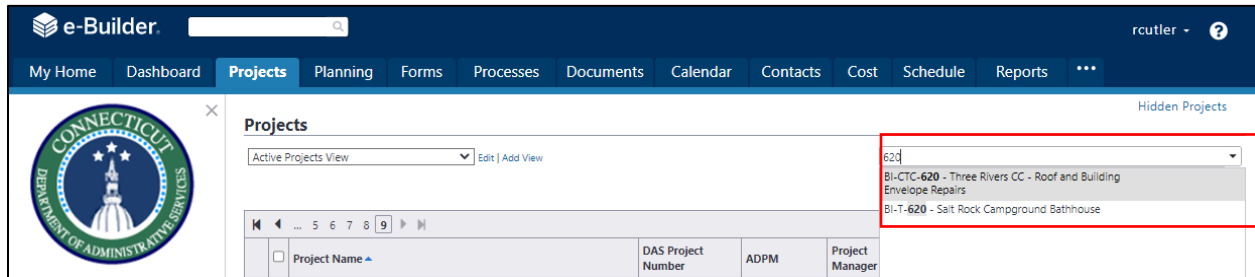 e-Builder.
rcutler
?
My Home Dashboard Projects Planning Forms Processes Documents Calendar Contacts Cost Schedule Reports •••
Hidden Projects
CONNECTICUT
DEPARTMENT OF ADMINISTRATIVE SERVICES
Projects
Active Projects View Edit | Add View
620
BI-CTC-620 - Three Rivers CC - Roof and Building
Envelope Repairs
BI-T-620 - Salt Rock Campground Bathhouse
... 5 6 7 8 9
Project Name
DAS Project
Number
ADPM
Project
Manager